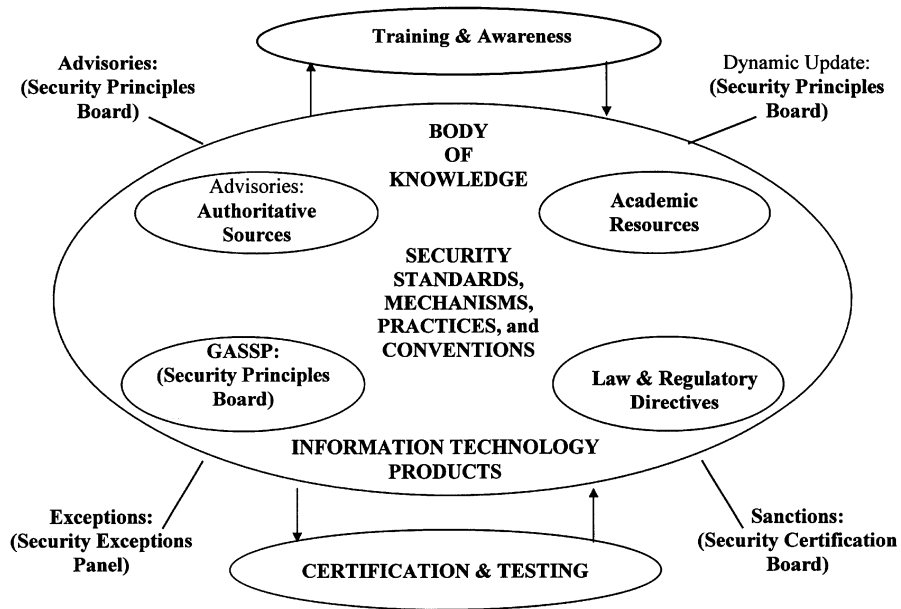 Training & Awareness
Advisories:
(Security Principles
Board)
Dynamic Update:
(Security Principles
Board)
BODY
OF
KNOWLEDGE
Advisories:
Authoritative
Sources
Academic
Resources
SECURITY
STANDARDS,
MECHANISMS,
PRACTICES, and
CONVENTIONS
GASSP:
(Security Principles
Board)
Law & Regulatory
Directives
INFORMATION TECHNOLOGY
PRODUCTS
Exceptions:
(Security Exceptions
Panel)
Sanctions:
(Security Certification
Board)
CERTIFICATION & TESTING